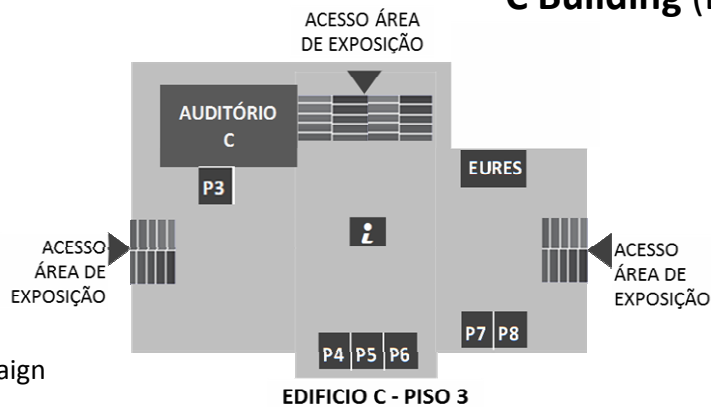 C Building
ACESSO ÁREA
DE EXPOSIÇÃO
AUDITÓRIO
C
EURES
P3
i
ACESSO
ÁREA DE
EXPOSIÇÃO
ACESSO
ÁREA DE
EXPOSIÇÃO
P7 P8
P4 P5 P6
aign
EDIFICIO C - PISO 3